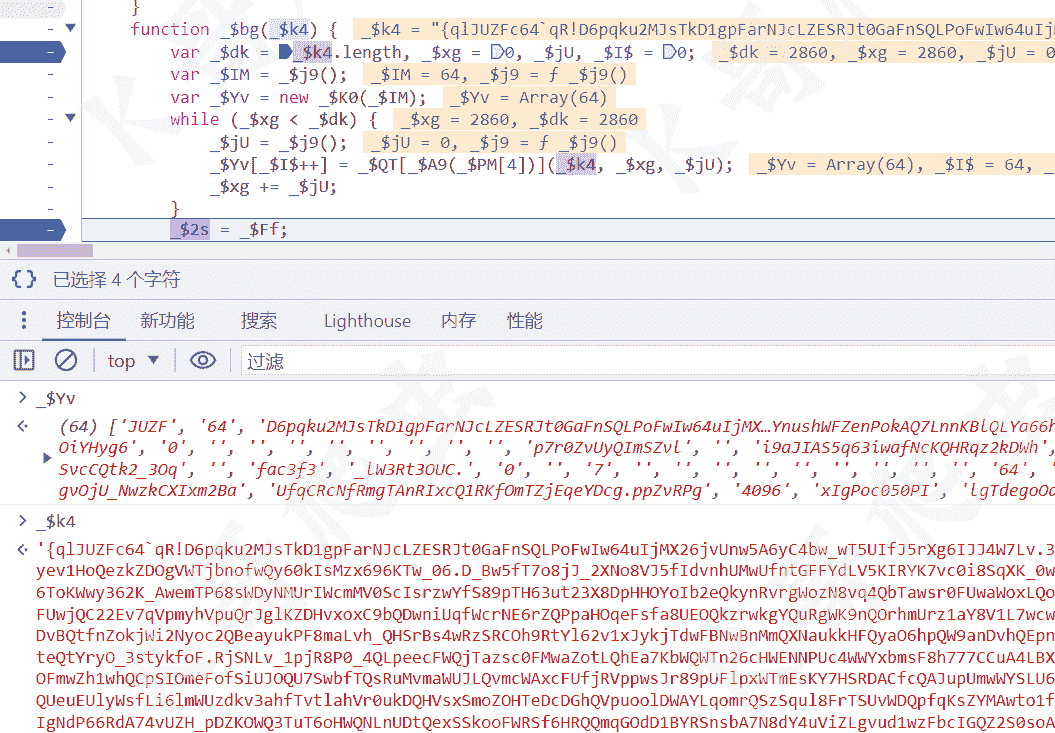 }
function _$bg(_$k4) { _$k4 = "{qlJUZFc64`qR!D6pqku2MJsTkD1gpFarNJcLZESRJt0GaFnSQLPoFwIw64uIjM
var _$dk = _$k4.length, _$xg = 0, _$jU, _$I$ = 0; _$dk = 2860, _$xg = 2860, _$jU = 0
var _$IM = _$j9(); _$IM = 64, _$j9 = ƒ _$j9()
var _$Yv = new _$K0(_$IM); _$Yv = Array(64)
while (_$xg < _$dk) { _$xg = 2860, _$dk = 2860
_$jU = _$j9(); _$jU = 0, _$j9 = ƒ _$j9()
_$Yv[_$I$++] = _$QT[_$A9(_$PM[4])](_$k4, _$xg, _$jU); _$Yv = Array(64), _$I$ = 64, _
_$xg += _$jU;
}
_$2s = _$Ff;
{} 已选择 4 个字符
控制台 新功能 搜索 Lighthouse 内存 性能
top ▼ 过滤
> _$Yv
(64) ['JUZF', '64', 'D6pqku2MJsTkD1gpFarNJcLZESRJt0GaFnSQLPoFwIw64uIjMX…YnushWFZenPokAQ7LnnKBlQLYa66h
OiYHyg6', '0', '', '', '', '', '', '', '', '', 'p7r0ZvUyQImSZvl', '', 'i9aJIAS5q63iwafNcKQHRqz2kDWh'
SvcCQtk2_3Oq', '', 'fac3f3', '_lW3Rt3OUC.', '0', '', '7', '', '', '', '', '', '', '', '', '', '64',
gvOjU_NwzkCXIxm2Ba', 'UfqCRcNfRmgTAnRIxcQ1RKfOmTZjEqeYDcg.ppZvRPg', '4096', 'xIgPoc050PI', 'lgTdegoOd
> _$k4
'{qlJUZFc64`qR!D6pqku2MJsTkD1gpFarNJcLZESRJt0GaFnSQLPoFwIw64uIjMX26jvUnw5A6yC4bw_wT5UIfJ5rXg6IJJ4W7Lv.3
yev1HoQezkZDOgVWTjbnofwQy60kIsMzx696KTw_06.D_Bw5fT7o8jJ_2XNo8VJ5fIdvnhUMwUfntGFFYdLV5KIRYK7vc0i8SqXK_0w
6ToKWwy362K_AwemTP68sWDyNMUrIWcmMV0ScIsrzwYfS89pTH63ut23X8DpHHOYoIb2eQkynRvrgWozN8vq4QbTawsr0FUwaWoxLQo
FUwjQC22Ev7qVpmyhVpuQrJglKZDHvxoxC9bQDwniUqfWcrNE6rZQPpaHOqeFsfa8UEOQkzrwkgYQuRgWK9nQOrhmUrz1aY8V1L7wcw
DvBQtfnZokjWi2Nyoc2QBeayukPF8maLvh_QHSrBs4wRzSRCOh9RtYl62v1xJykjTdwFBNwBnMmQXNaukkHFQyaO6hpQW9anDvhQEpn
teQtYryO_3stykfoF.RjSNLv_1pjR8P0_4QLpeecFWQjTazsc0FMwaZotLQhEa7KbWQWTn26cHWENNPUc4WWYxbmsF8h777CCuA4LBX
OFmwZh1whQCpSIOmeFofSiUJOQU7SwbfTQsRuMvmaWUJLQvmcWAxcFUfjRVppwsJr89pUFlpxWTmEsKY7HSRDACfcQAJupUmwWYSLU6
QUeuEUlyWsfLi6lmWUzdkv3ahfTvtlahVr0ukDQHVsxSmoZOHTeDcDGhQVpuoolDWAYLqomrQSzSqul8FrTSUvWDQpfqKsZYMAwto1f
IgNdP66RdA74vUZH_pDZKOWQ3TuT6oHWQNLnUDtQexSSkooFWRSf6HRQQmqGOdD1BYRSnsbA7N8dY4uViZLgvud1wzFbcIGQZ2S0soA